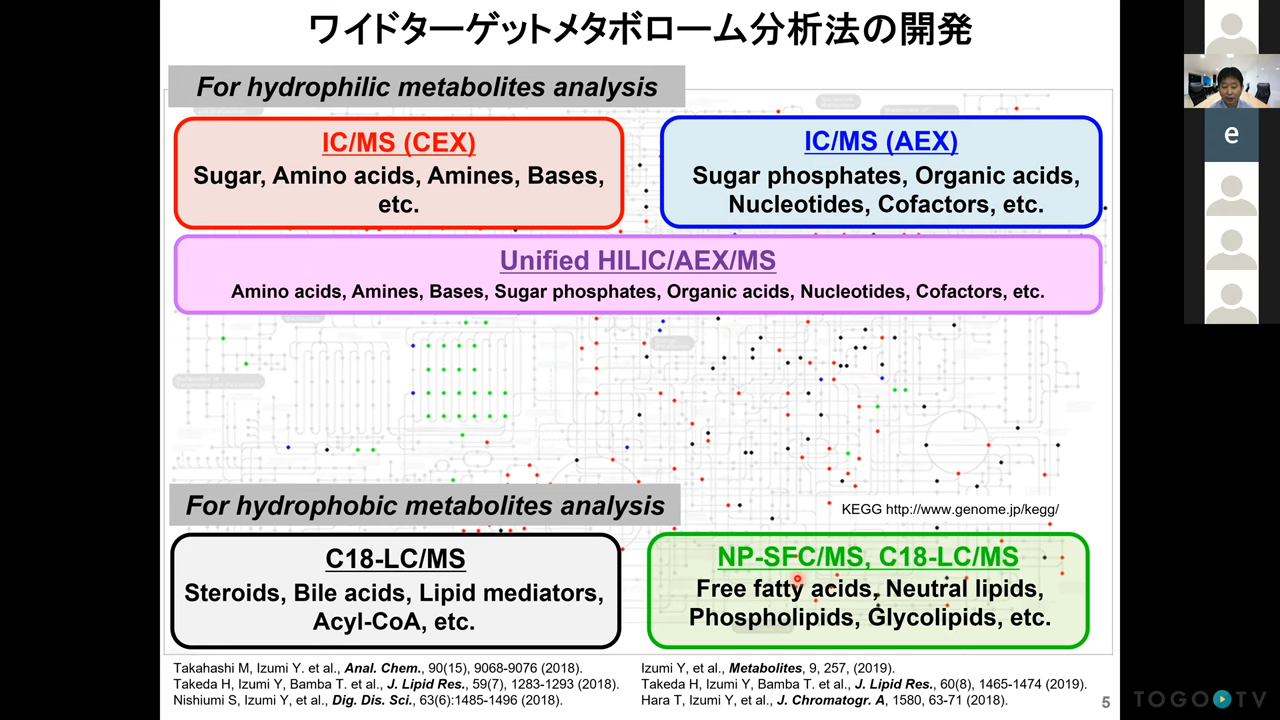 ワイドターゲットメタボローム分析法の開発
For hydrophilic metabolites analysis
IC/MS (CEX)
Sugar, Amino acids, Amines, Bases,
etc.
IC/MS (AEX)
Sugar phosphates, Organic acids,
Nucleotides, Cofactors, etc.
Unified HILIC/AEX/MS
Amino acids, Amines, Bases, Sugar phosphates, Organic acids, Nucleotides, Cofactors, etc.
For hydrophobic metabolites analysis
KEGG http://www.genome.jp/kegg/
C18-LC/MS
Steroids, Bile acids, Lipid mediators,
Acyl-CoA, etc.
NP-SFC/MS, C18-LC/MS
Free fatty acids, Neutral lipids,
Phospholipids, Glycolipids, etc.
Takahashi M, Izumi Y. et al., Anal. Chem., 90(15), 9068-9076 (2018).
Takeda H, Izumi Y, Bamba T. et al., J. Lipid Res., 59(7), 1283-1293 (2018).
Nishiumi S, Izumi Y, et al., Dig. Dis. Sci., 63(6):1485-1496 (2018).
Izumi Y, et al., Metabolites, 9, 257, (2019).
Takeda H, Izumi Y, Bamba T. et al., J. Lipid Res., 60(8), 1465-1474 (2019).
Hara T, Izumi Y, et al., J. Chromatogr. A, 1580, 63-71 (2018).
5
e
TOGO TV